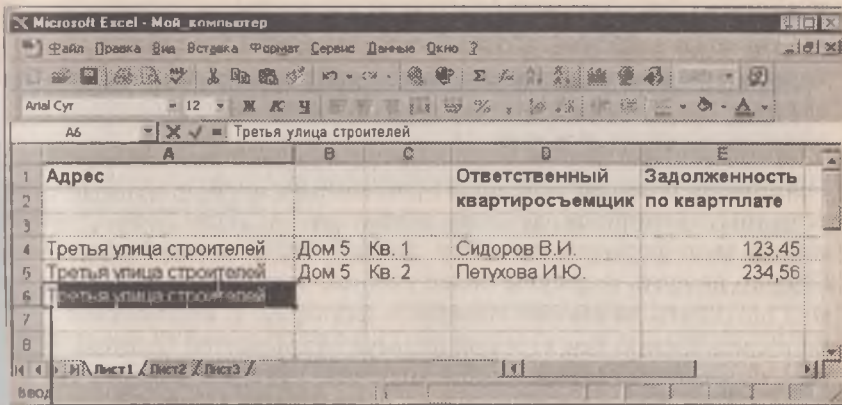 Microsoft Excel - Мой_компьютер
Файл Правка Вид Вставка Формат Сервис Данные Окно ?
Arial Cyr 12 Ж К Ч
A6 = Третья улица строителей
A B C D E
1 Адрес Ответственный Задолженность
2 квартиросъемщик по квартплате
3
4 Третья улица строителей Дом 5 Кв. 1 Сидоров В.И. 123,45
5 Третья улица строителей Дом 5 Кв. 2 Петухова И.Ю. 234,56
6 Третья улица строителей
7
8
Лист1 Лист2 Лист3
Ввод